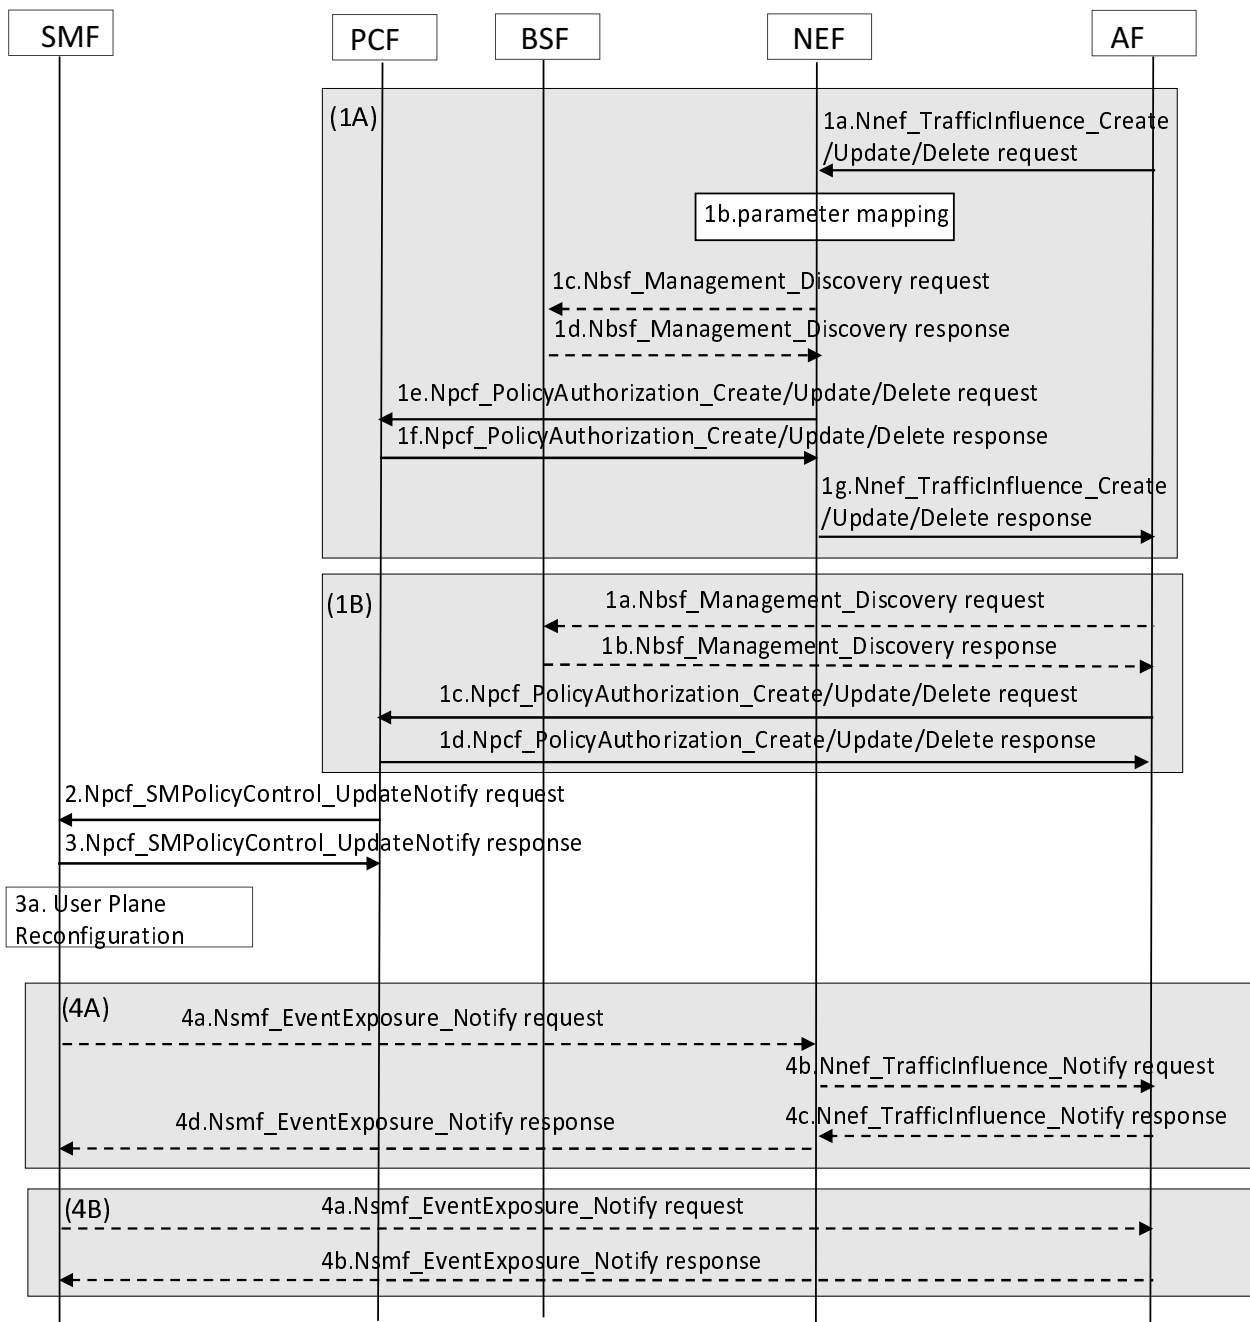 SMF
PCF
BSF
NEF
AF
(1A)
1a.Nnef_TrafficInfluence_Create
/Update/Delete request
1b.parameter mapping
1c.Nbsf_Management_Discovery request
1d.Nbsf_Management_Discovery response
1e.Npcf_PolicyAuthorization_Create/Update/Delete request
1f.Npcf_PolicyAuthorization_Create/Update/Delete response
1g.Nnef_TrafficInfluence_Create
/Update/Delete response
(1B)
1a.Nbsf_Management_Discovery request
1b.Nbsf_Management_Discovery response
1c.Npcf_PolicyAuthorization_Create/Update/Delete request
1d.Npcf_PolicyAuthorization_Create/Update/Delete response
2.Npcf_SMPolicyControl_UpdateNotify request
3.Npcf_SMPolicyControl_UpdateNotify response
3a. User Plane
Reconfiguration
(4A)
4a.Nsmf_EventExposure_Notify request
4b.Nnef_TrafficInfluence_Notify request
4c.Nnef_TrafficInfluence_Notify response
4d.Nsmf_EventExposure_Notify response
(4B)
4a.Nsmf_EventExposure_Notify request
4b.Nsmf_EventExposure_Notify response